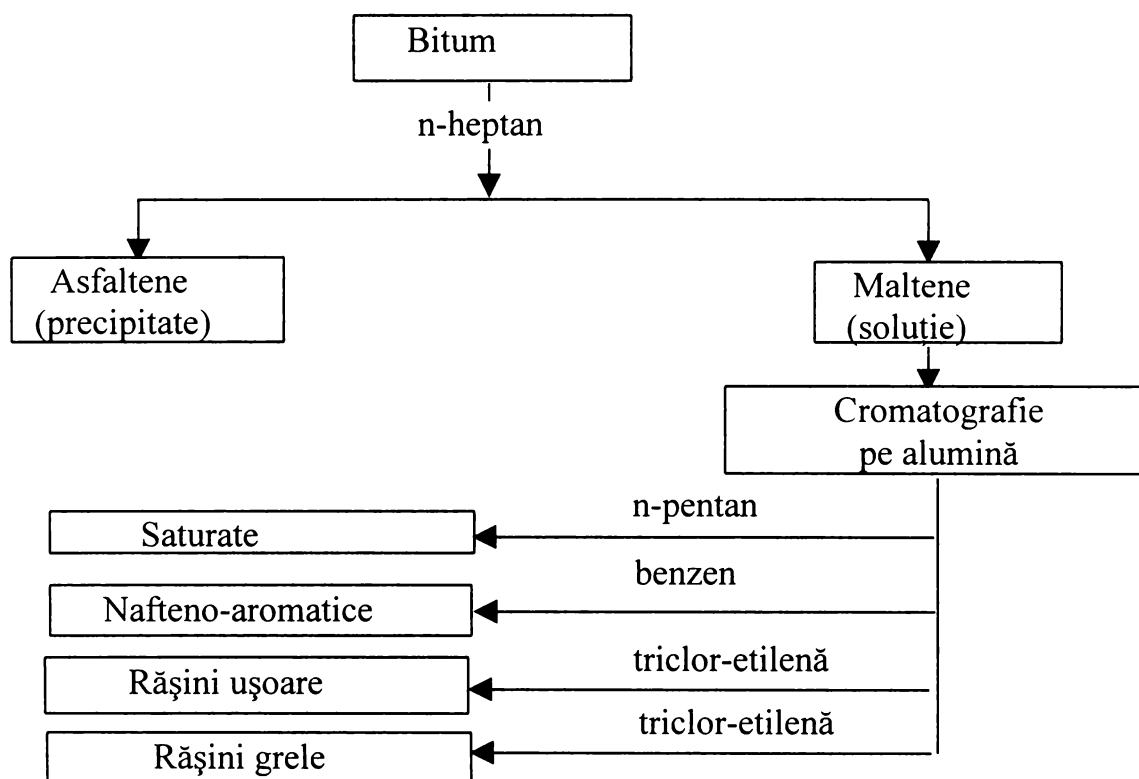 Bitum
n-heptan
Asfaltene
(precipitate)
Maltene
(soluție)
Cromatografie
pe alumină
n-pentan
Saturate
benzen
Nafteno-aromatice
triclor-etilenă
Răşini uşoare
triclor-etilenă
Răşini grele